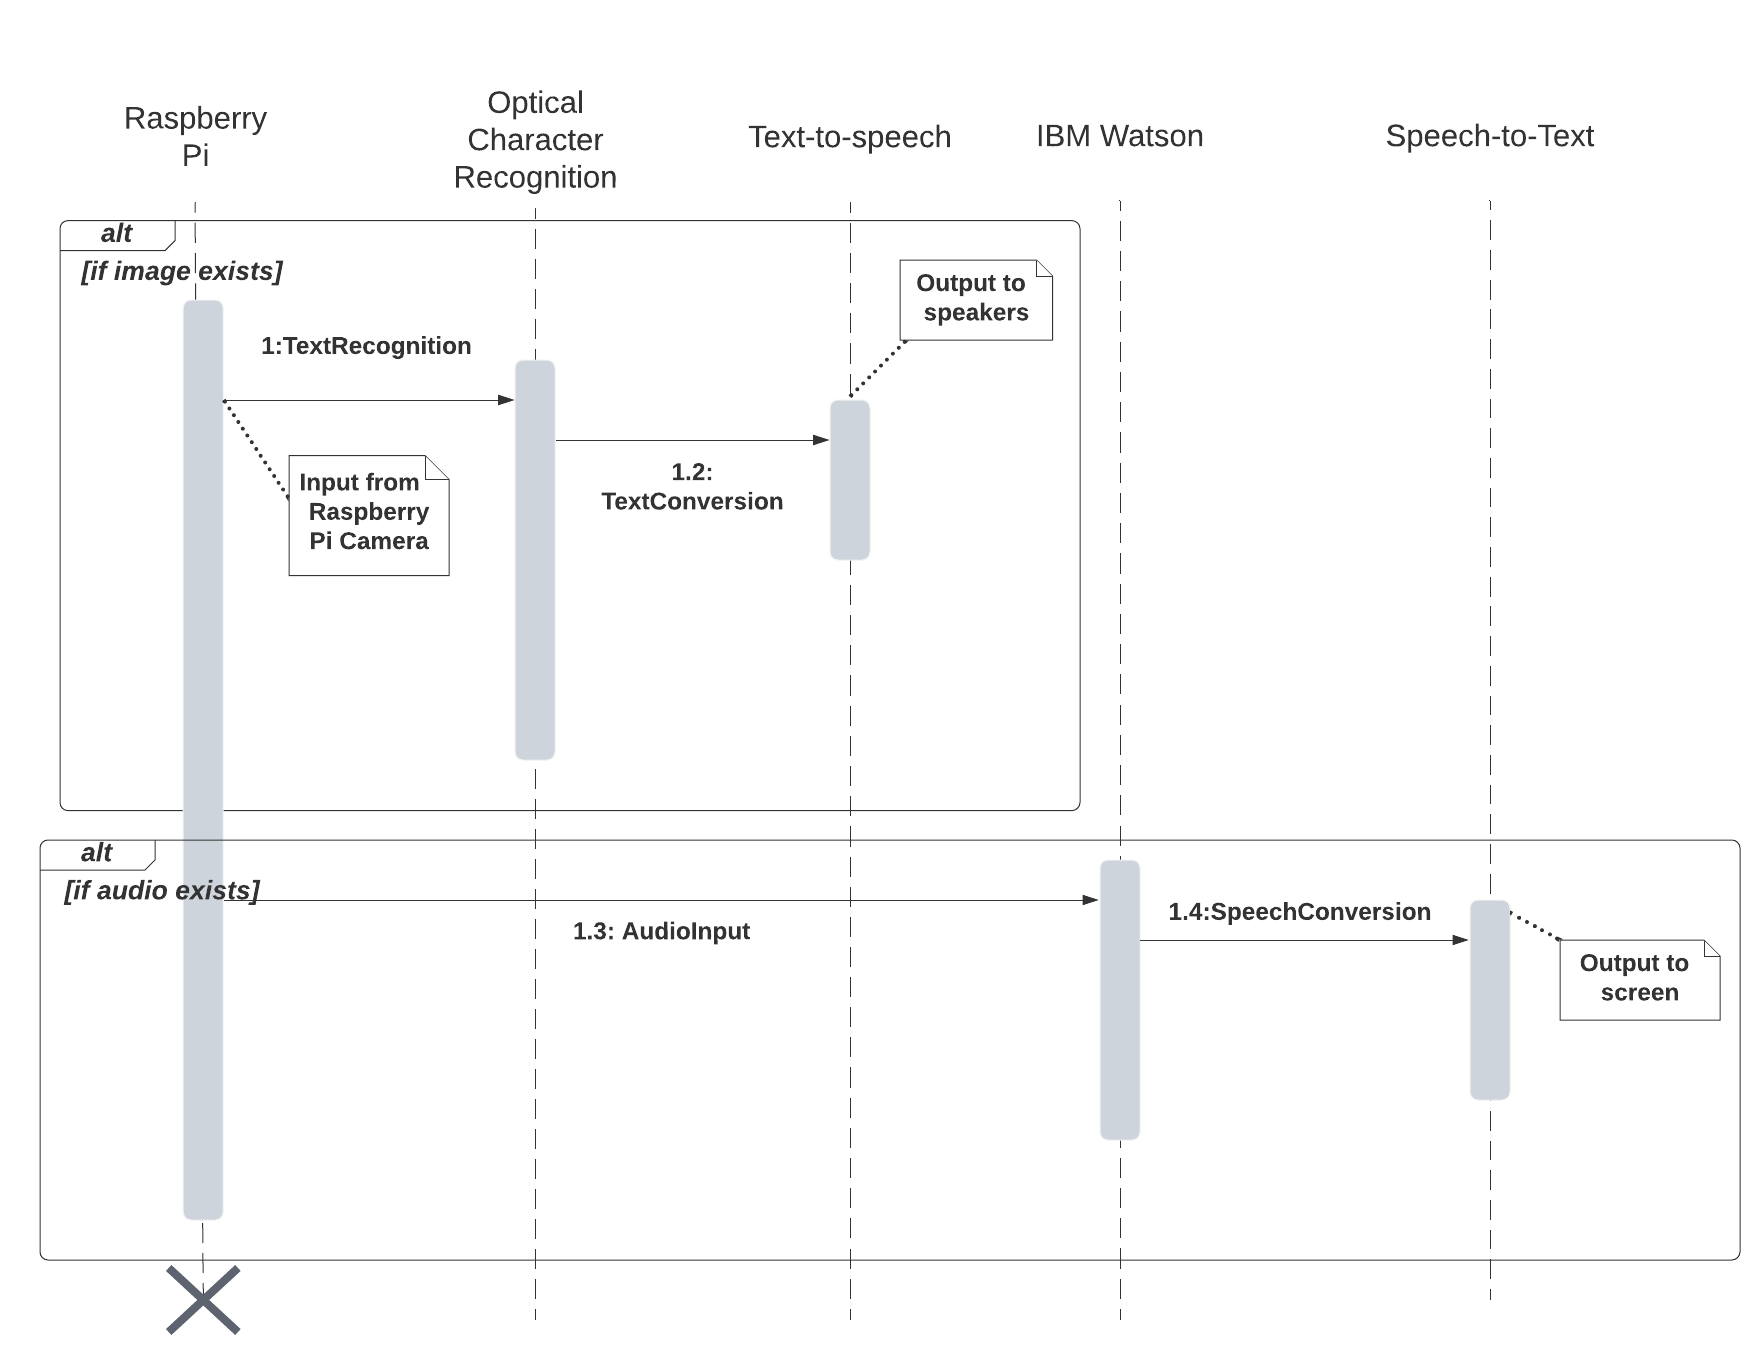 Raspberry
Pi
Optical
Character
Recognition
Text-to-speech
IBM Watson
Speech-to-Text
alt
[if image exists]
Output to
speakers
1:TextRecognition
Input from
Raspberry
Pi Camera
1.2:
TextConversion
alt
[if audio exists]
1.3: AudioInput
1.4:SpeechConversion
Output to
screen